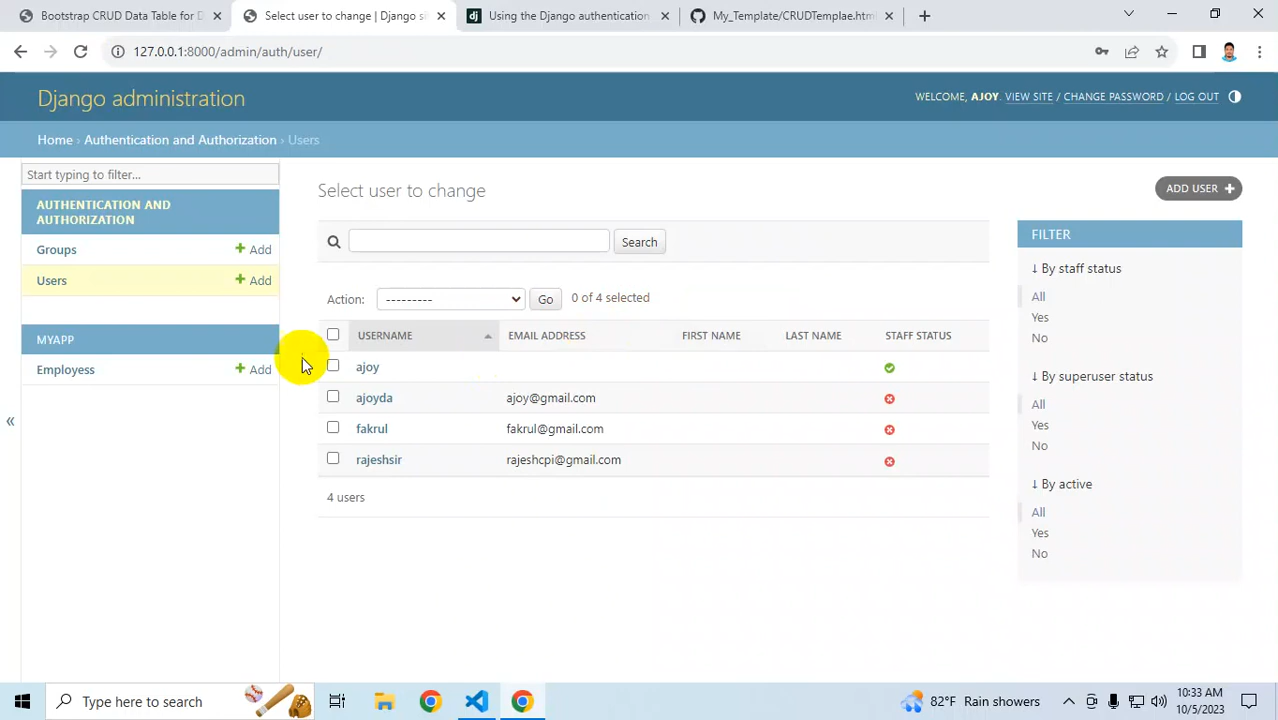 Bootstrap CRUD Data Table for D
Select user to change | Django si
Using the Django authentication
My_Template/CRUDTemplae.html
127.0.0.1:8000/admin/auth/user/
Django administration
WELCOME, AJOY. VIEW SITE / CHANGE PASSWORD / LOG OUT
Home › Authentication and Authorization › Users
Start typing to filter...
AUTHENTICATION AND
AUTHORIZATION
Groups
+ Add
Users
+ Add
MYAPP
Employess
+ Add
«
Select user to change
ADD USER +
Search
Action: --------- Go 0 of 4 selected
USERNAME EMAIL ADDRESS FIRST NAME LAST NAME STAFF STATUS
ajoy
ajoyda ajoy@gmail.com
fakrul fakrul@gmail.com
rajeshsir rajeshcpi@gmail.com
4 users
FILTER
↓ By staff status
All
Yes
No
↓ By superuser status
All
Yes
No
↓ By active
All
Yes
No
Type here to search
82°F Rain showers
10:33 AM
10/5/2023